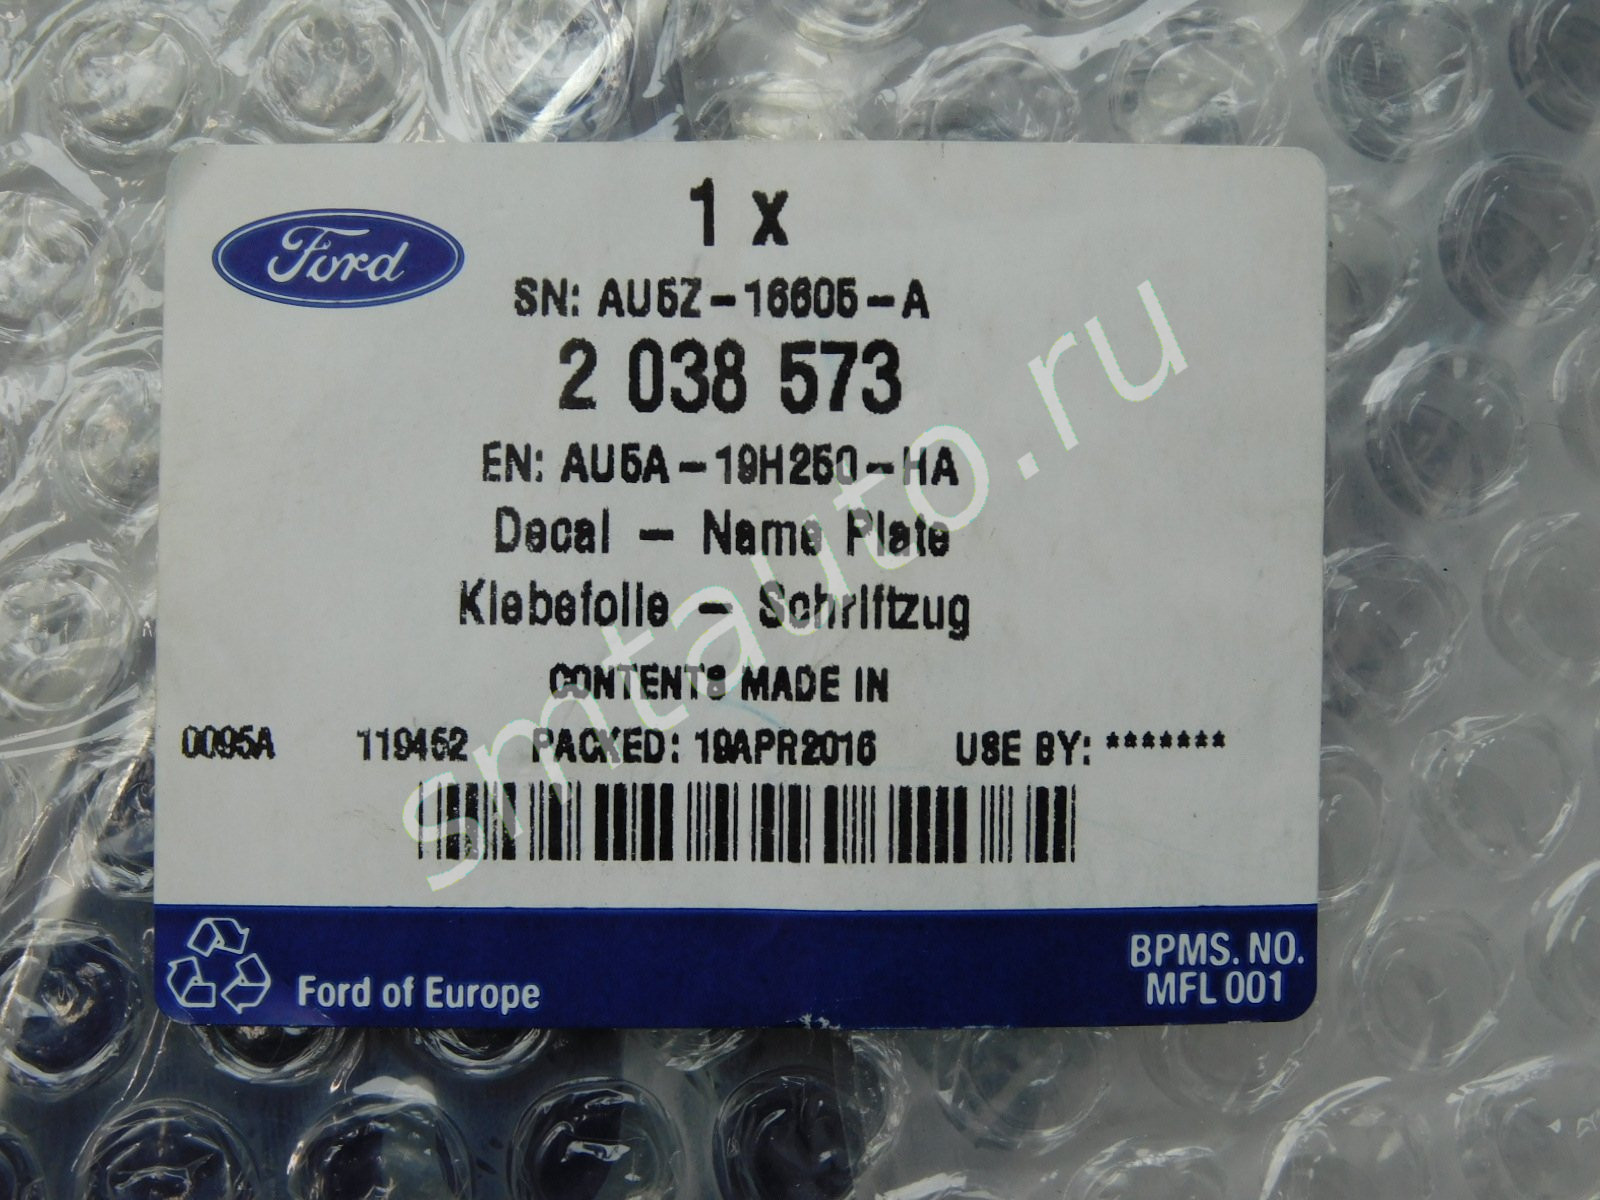 Ford
1 x
SN: AU5Z-16605-A
2 038 573
EN: AU5A-19H250-HA
Decal - Name Plate
Klebefolie - Schriftzug
CONTENTS MADE IN
0095A 119452 PACKED: 19APR2016 USE BY: *******
Ford of Europe
BPMS. NO.
MFL 001
smtauto.ru